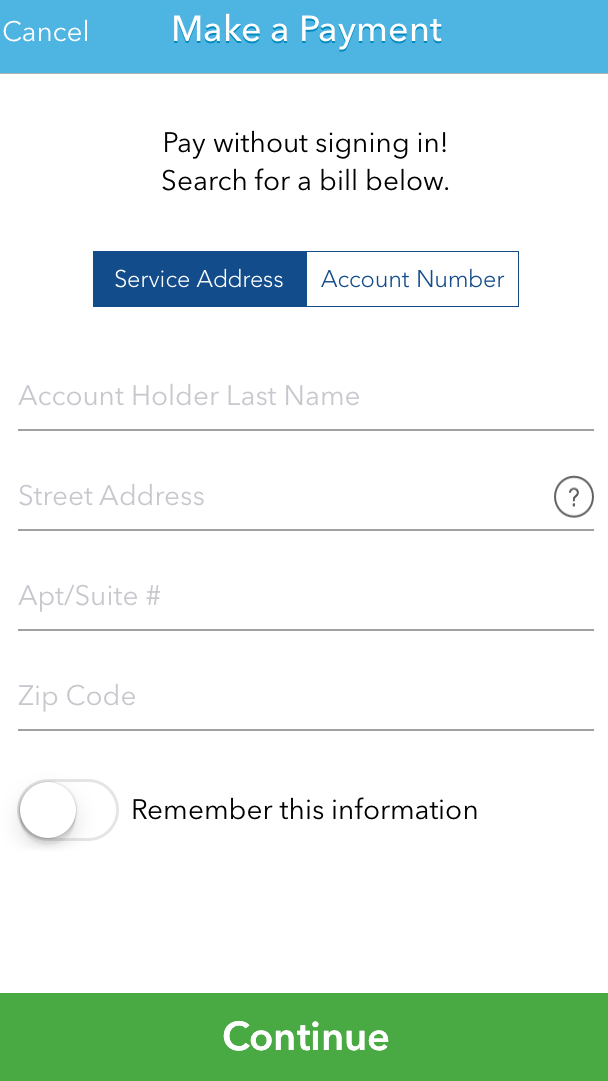 Cancel
Make a Payment
Pay without signing in!
Search for a bill below.
Service Address
Account Number
Account Holder Last Name
Street Address
?
Apt/Suite #
Zip Code
Remember this information
Continue